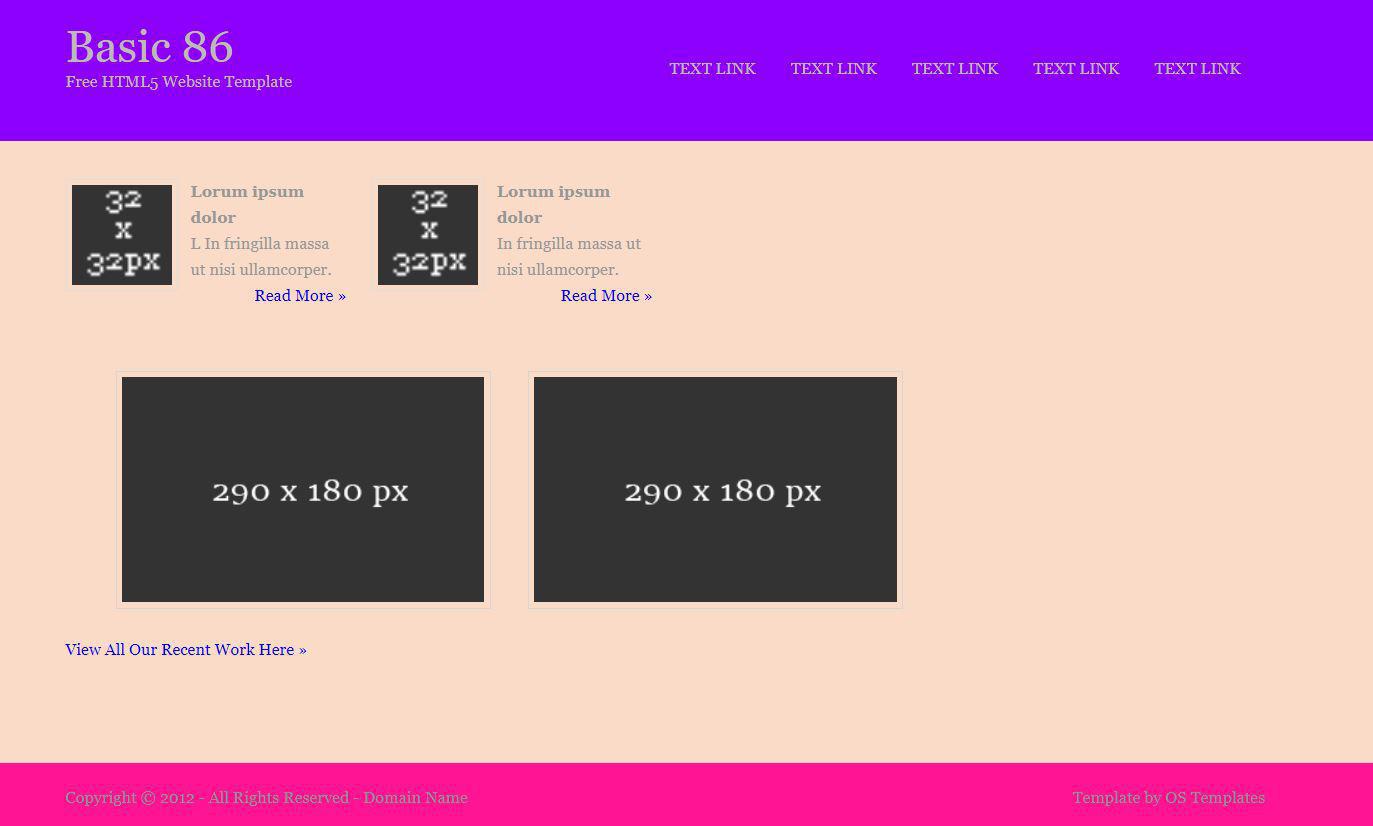 Basic 86
Free HTML5 Website Template
TEXT LINK TEXT LINK TEXT LINK TEXT LINK TEXT LINK
32
x
32px
Lorum ipsum
dolor
L In fringilla massa
ut nisi ullamcorper.
Read More »
32
x
32px
Lorum ipsum
dolor
In fringilla massa ut
nisi ullamcorper.
Read More »
290 x 180 px
290 x 180 px
View All Our Recent Work Here »
Copyright © 2012 - All Rights Reserved - Domain Name
Template by OS Templates